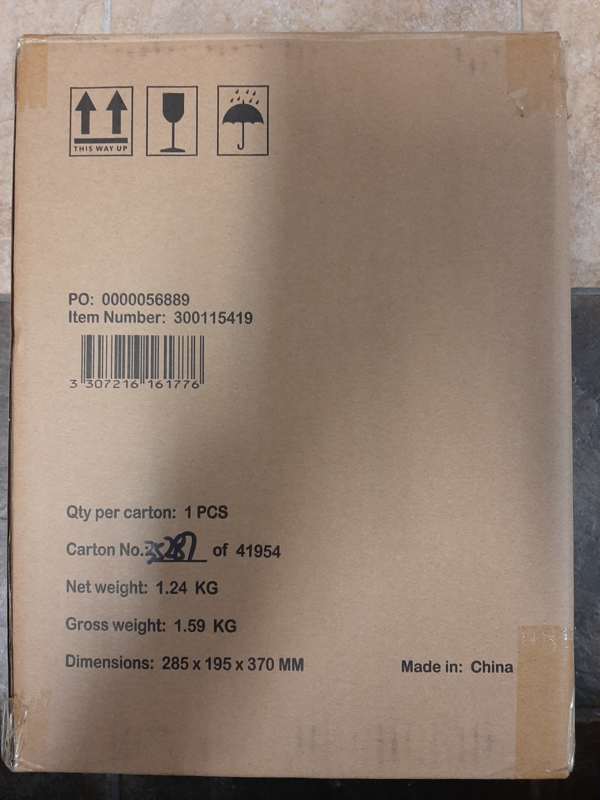 THIS WAY UP
PO: 0000056889
Item Number: 300115419
3 307216 161776
Qty per carton: 1 PCS
Carton No. of 41954
Net weight: 1.24 KG
Gross weight: 1.59 KG
Dimensions: 285 x 195 x 370 MM
Made in: China